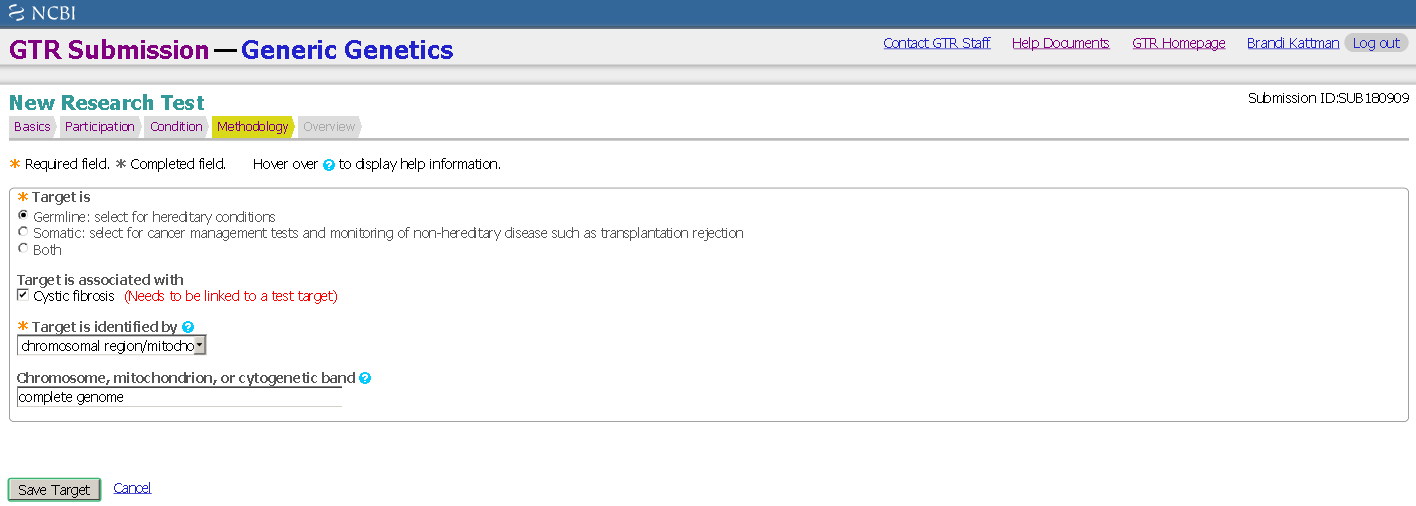 NCBI
GTR Submission — Generic Genetics
Contact GTR Staff Help Documents GTR Homepage Brandi Kattman Log out
New Research Test
Submission ID:SUB180909
Basics Participation Condition Methodology Overview
* Required field. * Completed field. Hover over ? to display help information.
* Target is
Germline: select for hereditary conditions
Somatic: select for cancer management tests and monitoring of non-hereditary disease such as transplantation rejection
Both
Target is associated with
Cystic fibrosis (Needs to be linked to a test target)
* Target is identified by ?
chromosomal region/mitocho
Chromosome, mitochondrion, or cytogenetic band ?
complete genome
Save Target Cancel